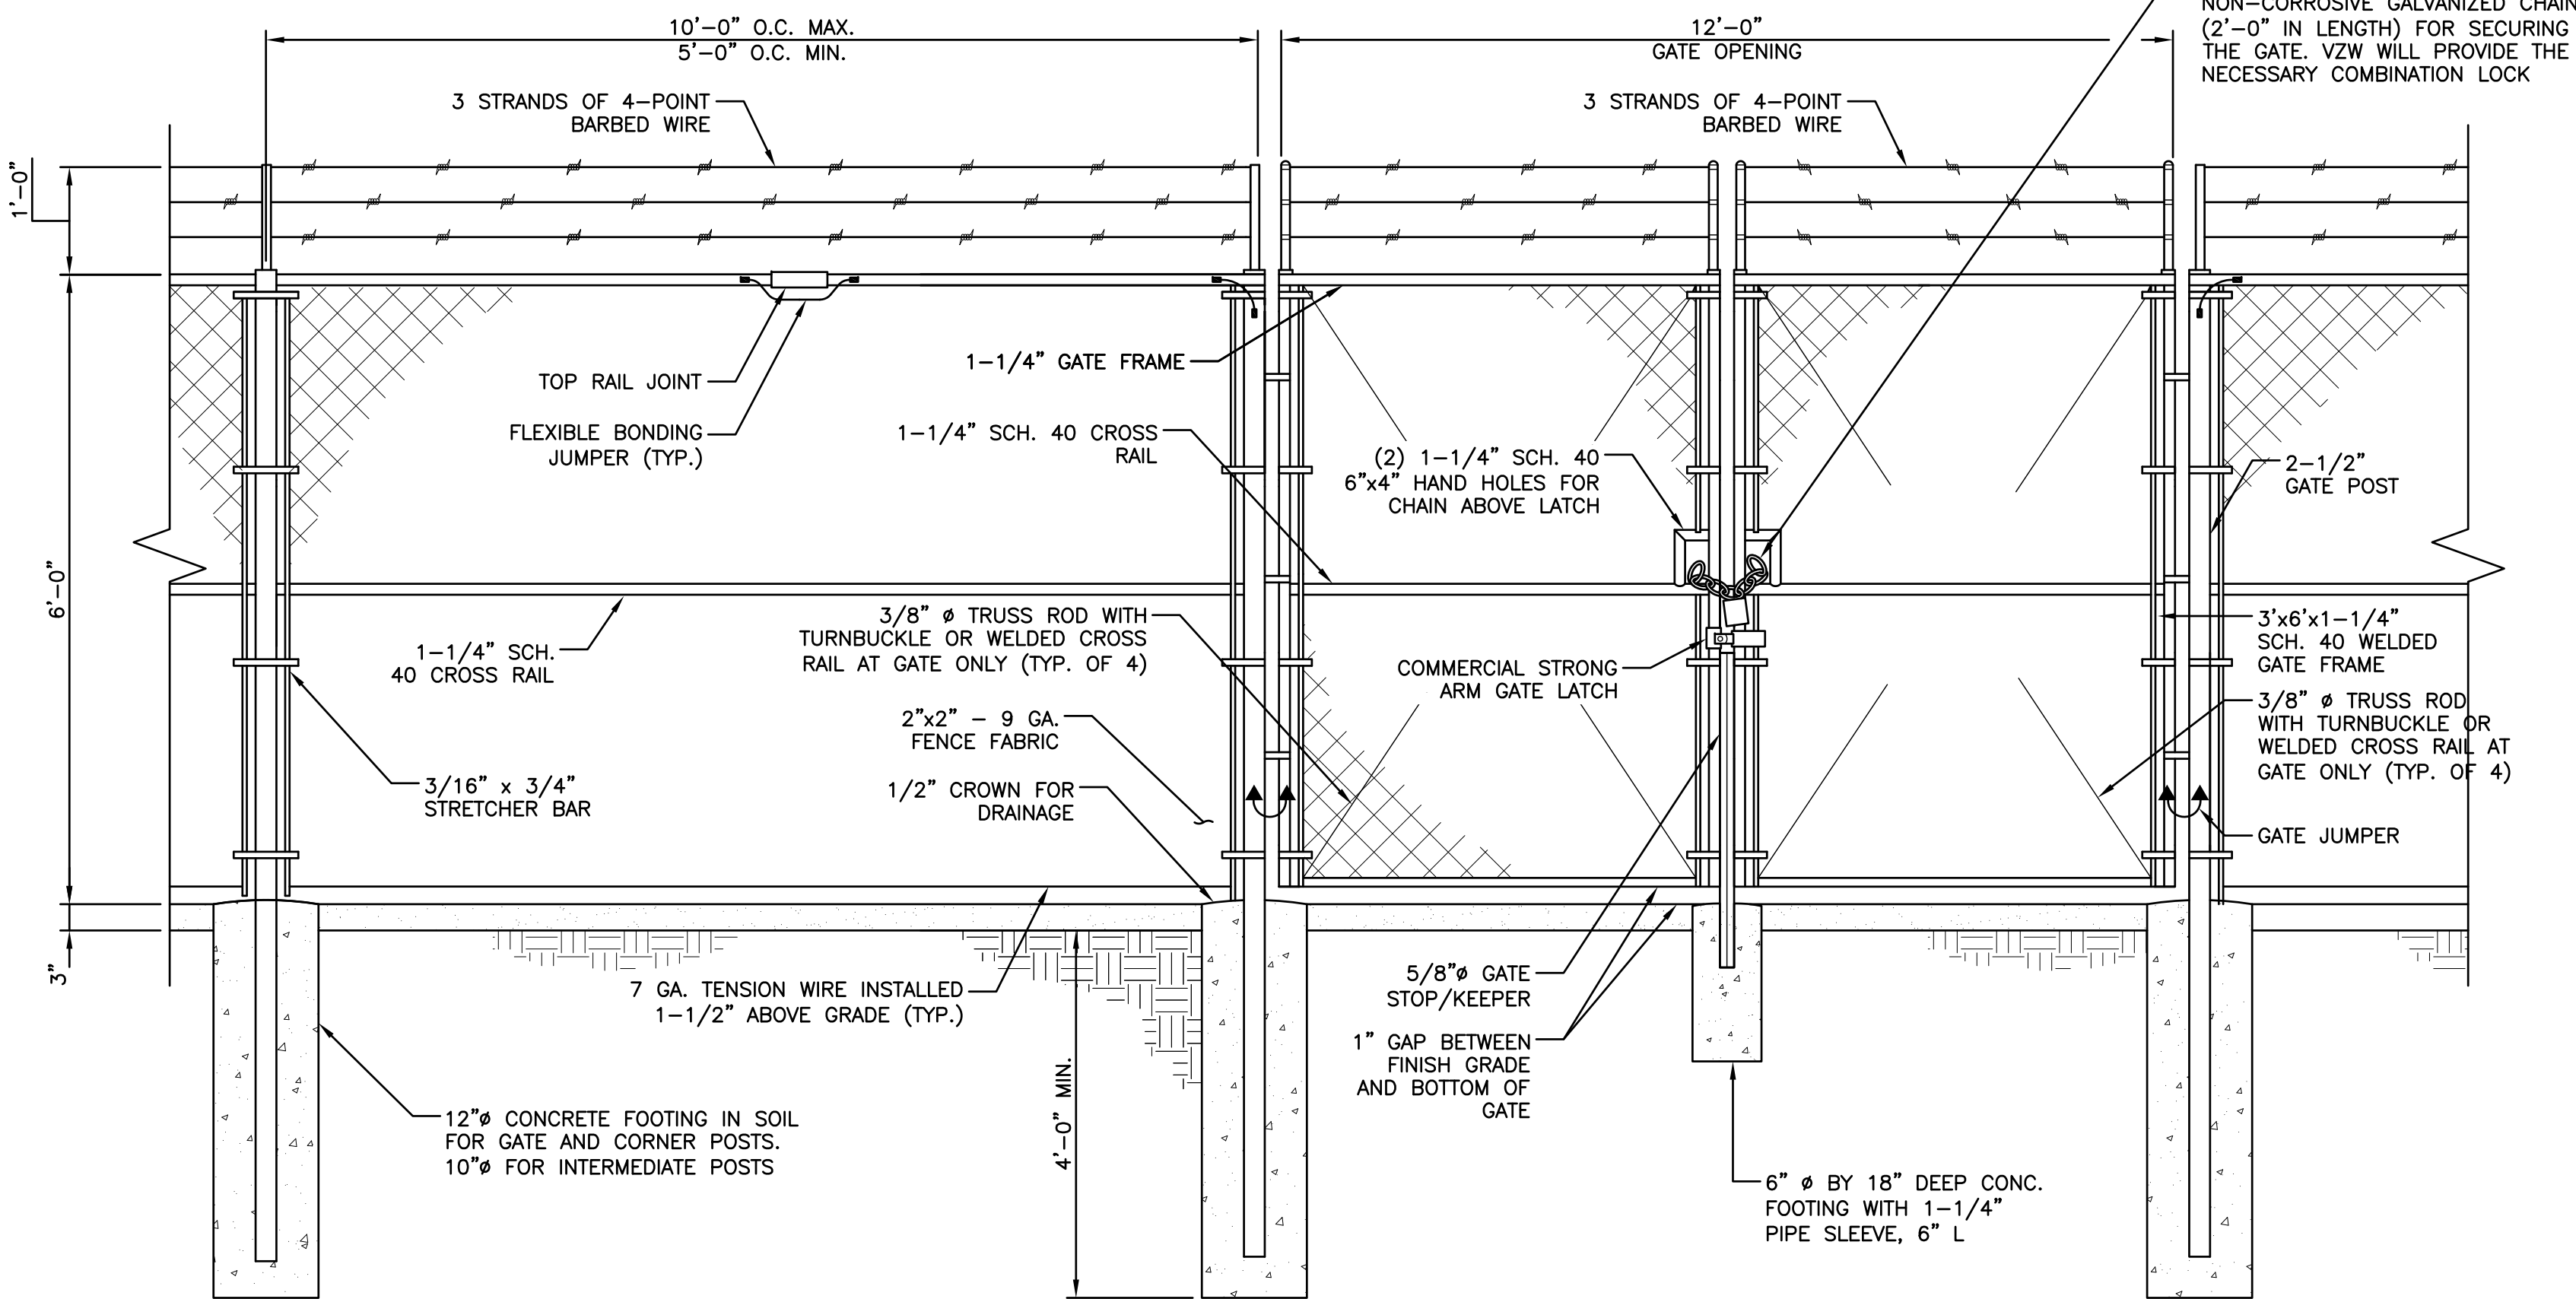 10'-0" O.C. MAX.
5'-0" O.C. MIN.
12'-0"
GATE OPENING
NON-CORROSIVE GALVANIZED CHAIN
(2'-0" IN LENGTH) FOR SECURING
THE GATE. VZW WILL PROVIDE THE
NECESSARY COMBINATION LOCK
3 STRANDS OF 4-POINT
BARBED WIRE
3 STRANDS OF 4-POINT
BARBED WIRE
1'-0"
6'-0"
3"
TOP RAIL JOINT
FLEXIBLE BONDING
JUMPER (TYP.)
1-1/4" GATE FRAME
1-1/4" SCH. 40 CROSS
RAIL
(2) 1-1/4" SCH. 40
6"x4" HAND HOLES FOR
CHAIN ABOVE LATCH
2-1/2"
GATE POST
1-1/4" SCH.
40 CROSS RAIL
3/8" ø TRUSS ROD WITH
TURNBUCKLE OR WELDED CROSS
RAIL AT GATE ONLY (TYP. OF 4)
COMMERCIAL STRONG
ARM GATE LATCH
3'x6'x1-1/4"
SCH. 40 WELDED
GATE FRAME
3/8" ø TRUSS ROD
WITH TURNBUCKLE OR
WELDED CROSS RAIL AT
GATE ONLY (TYP. OF 4)
2"x2" - 9 GA.
FENCE FABRIC
3/16" x 3/4"
STRETCHER BAR
1/2" CROWN FOR
DRAINAGE
GATE JUMPER
7 GA. TENSION WIRE INSTALLED
1-1/2" ABOVE GRADE (TYP.)
5/8"ø GATE
STOP/KEEPER
1" GAP BETWEEN
FINISH GRADE
AND BOTTOM OF
GATE
4'-0" MIN.
12"ø CONCRETE FOOTING IN SOIL
FOR GATE AND CORNER POSTS.
10"ø FOR INTERMEDIATE POSTS
6" ø BY 18" DEEP CONC.
FOOTING WITH 1-1/4"
PIPE SLEEVE, 6" L